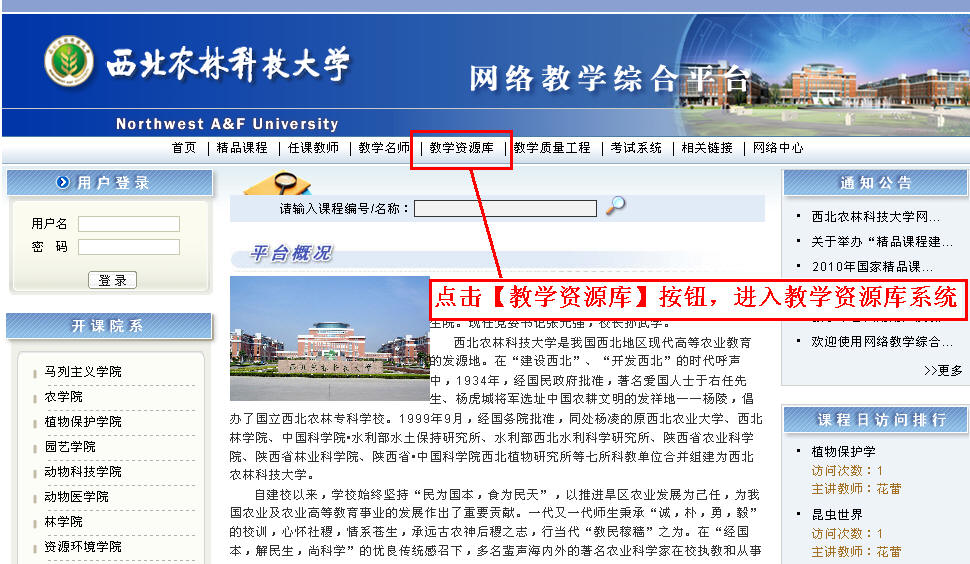 西北农林科技大学
网络教学综合平台
Northwest A&F University
首页 | 精品课程 | 任课教师 | 教学名师 | 教学资源库 | 教学质量工程 | 考试系统 | 相关链接 | 网络中心
用户登录
用户名
密 码
登录
开课院系
马列主义学院
农学院
植物保护学院
园艺学院
动物科技学院
动物医学院
林学院
资源环境学院
请输入课程编号/名称：
平台概况
点击【教学资源库】按钮，进入教学资源库系统
生院。现任党委书记张光强，校长孙武学。
西北农林科技大学是我国西北地区现代高等农业教育
的发源地。在“建设西北”、“开发西北”的时代呼声
中，1934年，经国民政府批准，著名爱国人士于右任先
生、杨虎城将军选址中国农耕文明的发祥地——杨陵，倡
办了国立西北农林专科学校。1999年9月，经国务院批准，同处杨凌的原西北农业大学、西北
林学院、中国科学院•水利部水土保持研究所、水利部西北水利科学研究所、陕西省农业科学
院、陕西省林业科学院、陕西省•中国科学院西北植物研究所等七所科教单位合并组建为西北
农林科技大学。
自建校以来，学校始终坚持“民为国本，食为民天”，以推进旱区农业发展为己任，为我
国农业及农业高等教育事业的发展作出了重要贡献。一代又一代师生秉承“诚，朴，勇，毅”
的校训，心怀社稷，情系苍生，承远古农神后稷之志，行当代“教民稼穑”之为。在“经国
本，解民生，尚科学”的优良传统感召下，多名蜚声海内外的著名农业科学家在校执教和从事
通知公告
• 西北农林科技大学网...
• 关于举办“精品课程建...
• 2010年国家精品课...
• 欢迎使用网络教学综合...
>>更多
课程日访问排行
• 植物保护学
访问次数：1
主讲教师：花蕾
• 昆虫世界
访问次数：1
主讲教师：花蕾